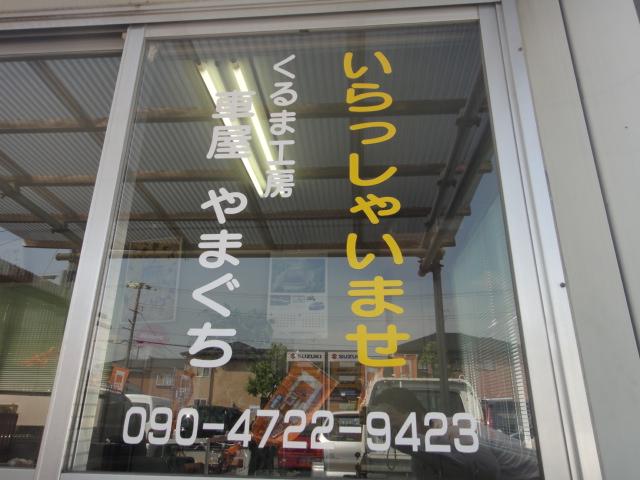 いらっしゃいませ
くるま工房
車屋 やまぐち
SUZUKI
SUZUKI
090-4722-9423